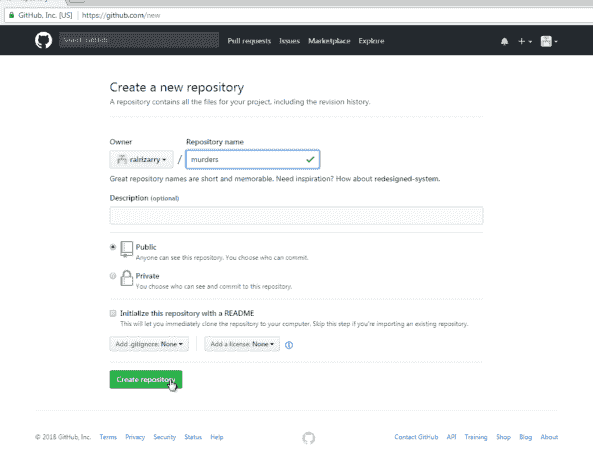 GitHub, Inc. [US] | https://github.com/new
Search GitHub
Pull requests Issues Marketplace Explore
Create a new repository
A repository contains all the files for your project, including the revision history.
Owner Repository name
rairizarry / murders
Great repository names are short and memorable. Need inspiration? How about redesigned-system.
Description (optional)
Public
Anyone can see this repository. You choose who can commit.
Private
You choose who can see and commit to this repository.
Initialize this repository with a README
This will let you immediately clone the repository to your computer. Skip this step if you're importing an existing repository.
Add .gitignore: None Add a license: None
Create repository
© 2018 GitHub, Inc. Terms Privacy Security Status Help Contact GitHub API Training Shop Blog About